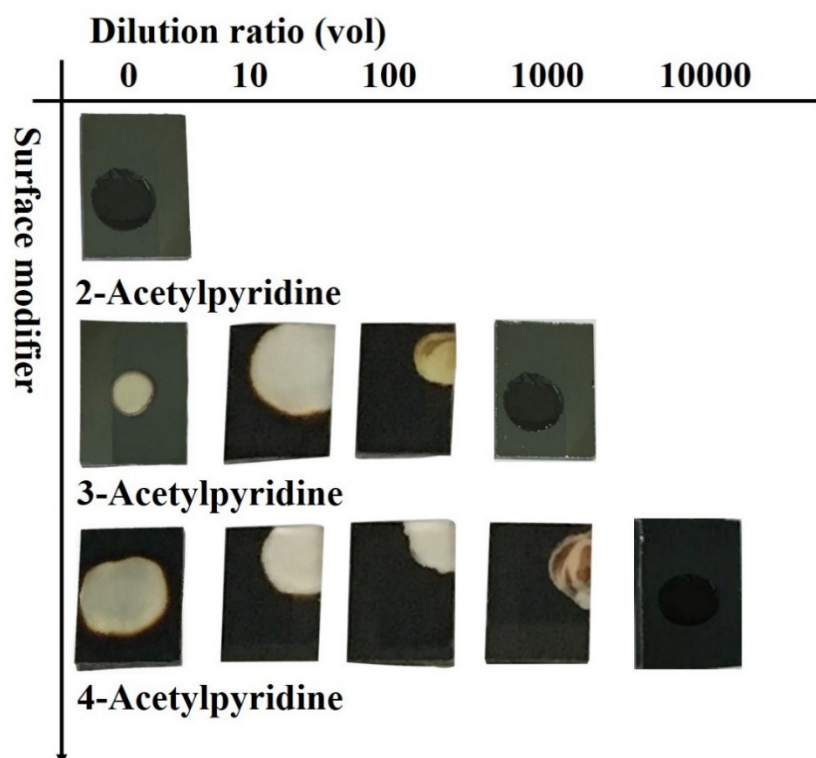 Dilution ratio (vol)
0 10 100 1000 10000
Surface modifier
2-Acetylpyridine
3-Acetylpyridine
4-Acetylpyridine